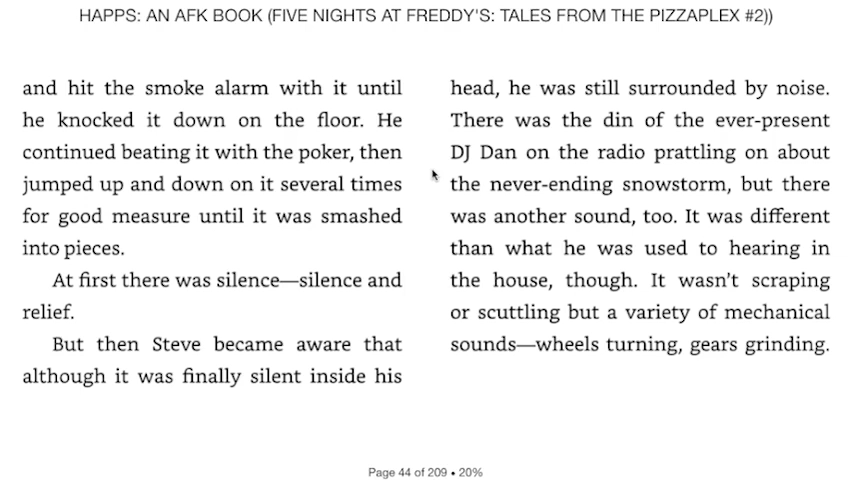 HAPPS: AN AFK BOOK (FIVE NIGHTS AT FREDDY'S: TALES FROM THE PIZZAPLEX #2))
and hit the smoke alarm with it until
he knocked it down on the floor. He
continued beating it with the poker, then
jumped up and down on it several times
for good measure until it was smashed
into pieces.
At first there was silence—silence and
relief.
But then Steve became aware that
although it was finally silent inside his
head, he was still surrounded by noise.
There was the din of the ever-present
DJ Dan on the radio prattling on about
the never-ending snowstorm, but there
was another sound, too. It was different
than what he was used to hearing in
the house, though. It wasn't scraping
or scuttling but a variety of mechanical
sounds—wheels turning, gears grinding.
Page 44 of 209 • 20%